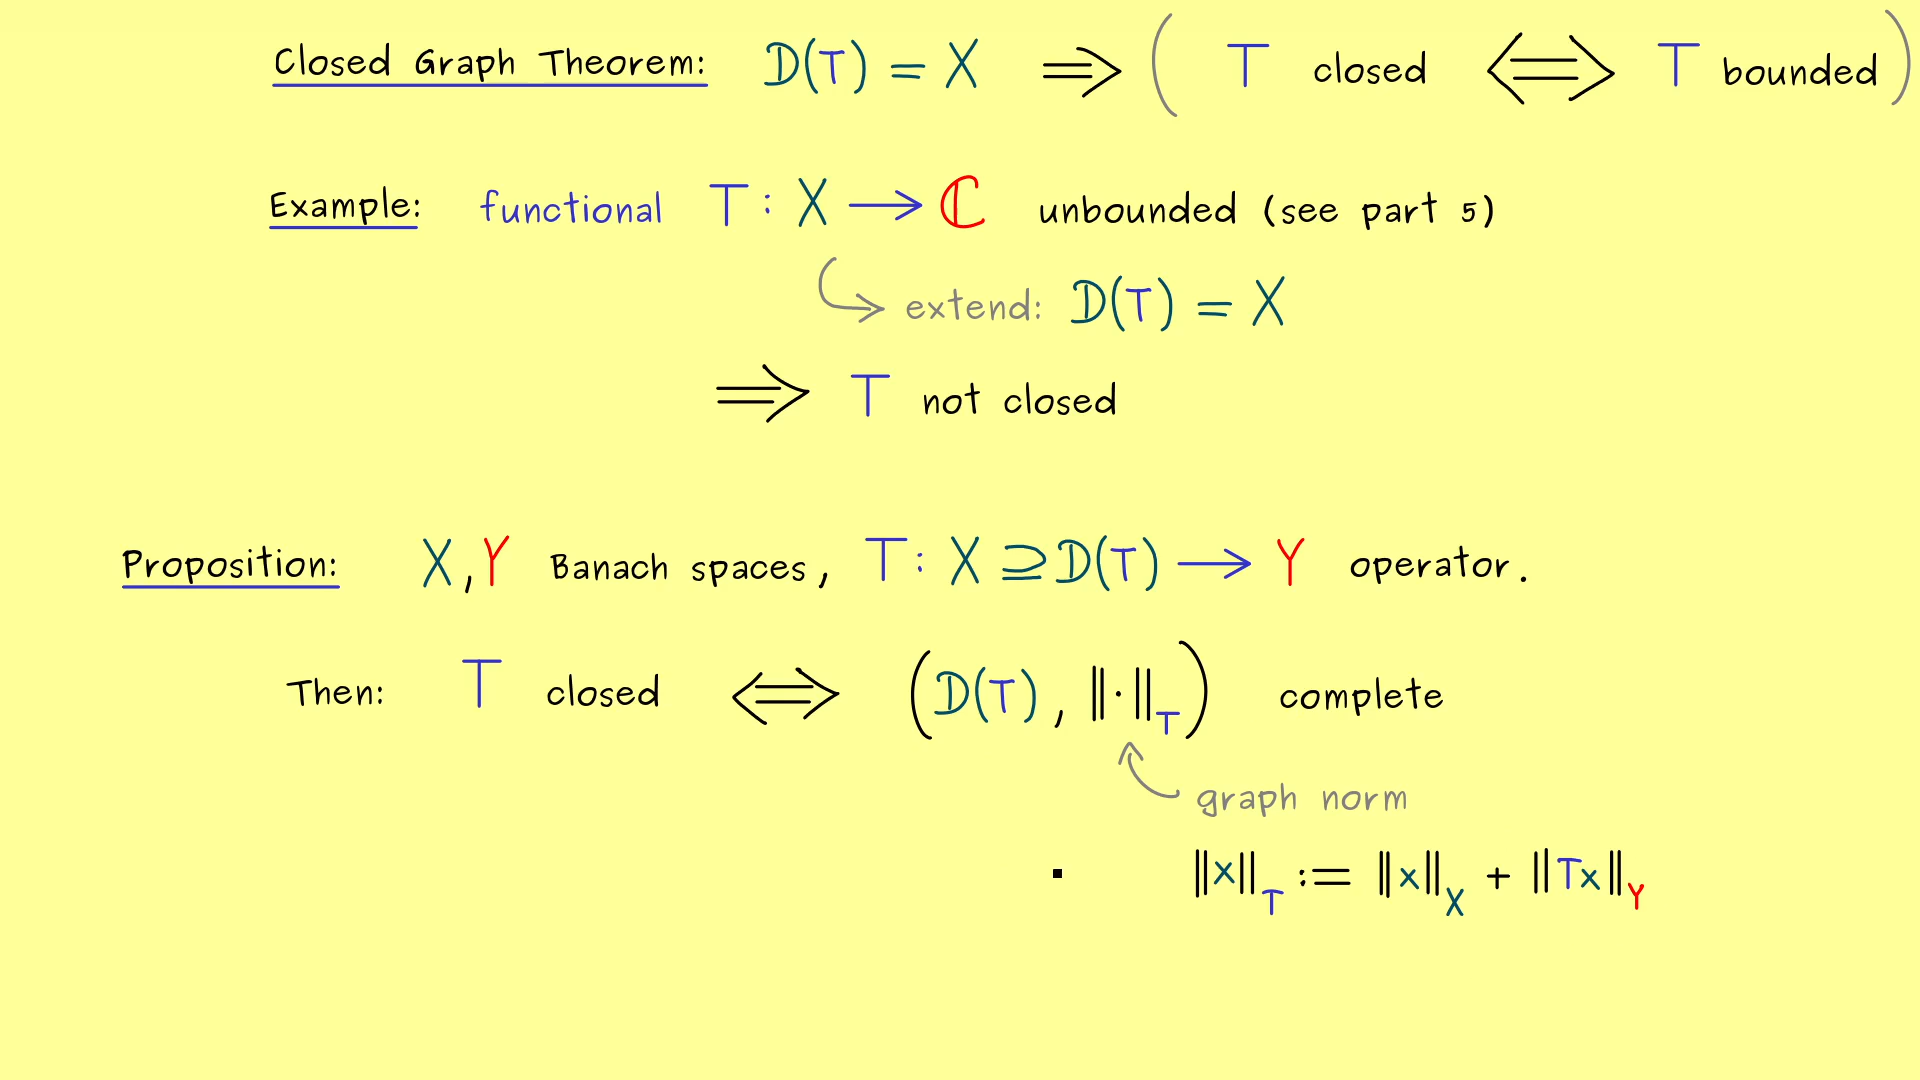 Closed Graph Theorem: D(T) = X ⟹ ( T closed ⟺ T bounded )
Example: functional T : X ⟶ ℂ unbounded (see part 5)
extend: D(T) = X
⟹ T not closed
Proposition: X, Y Banach spaces, T : X ⊇ D(T) ⟶ Y operator.
Then: T closed ⟺ (D(T), ‖·‖_T) complete
graph norm
‖x‖_T := ‖x‖_X + ‖Tx‖_Y